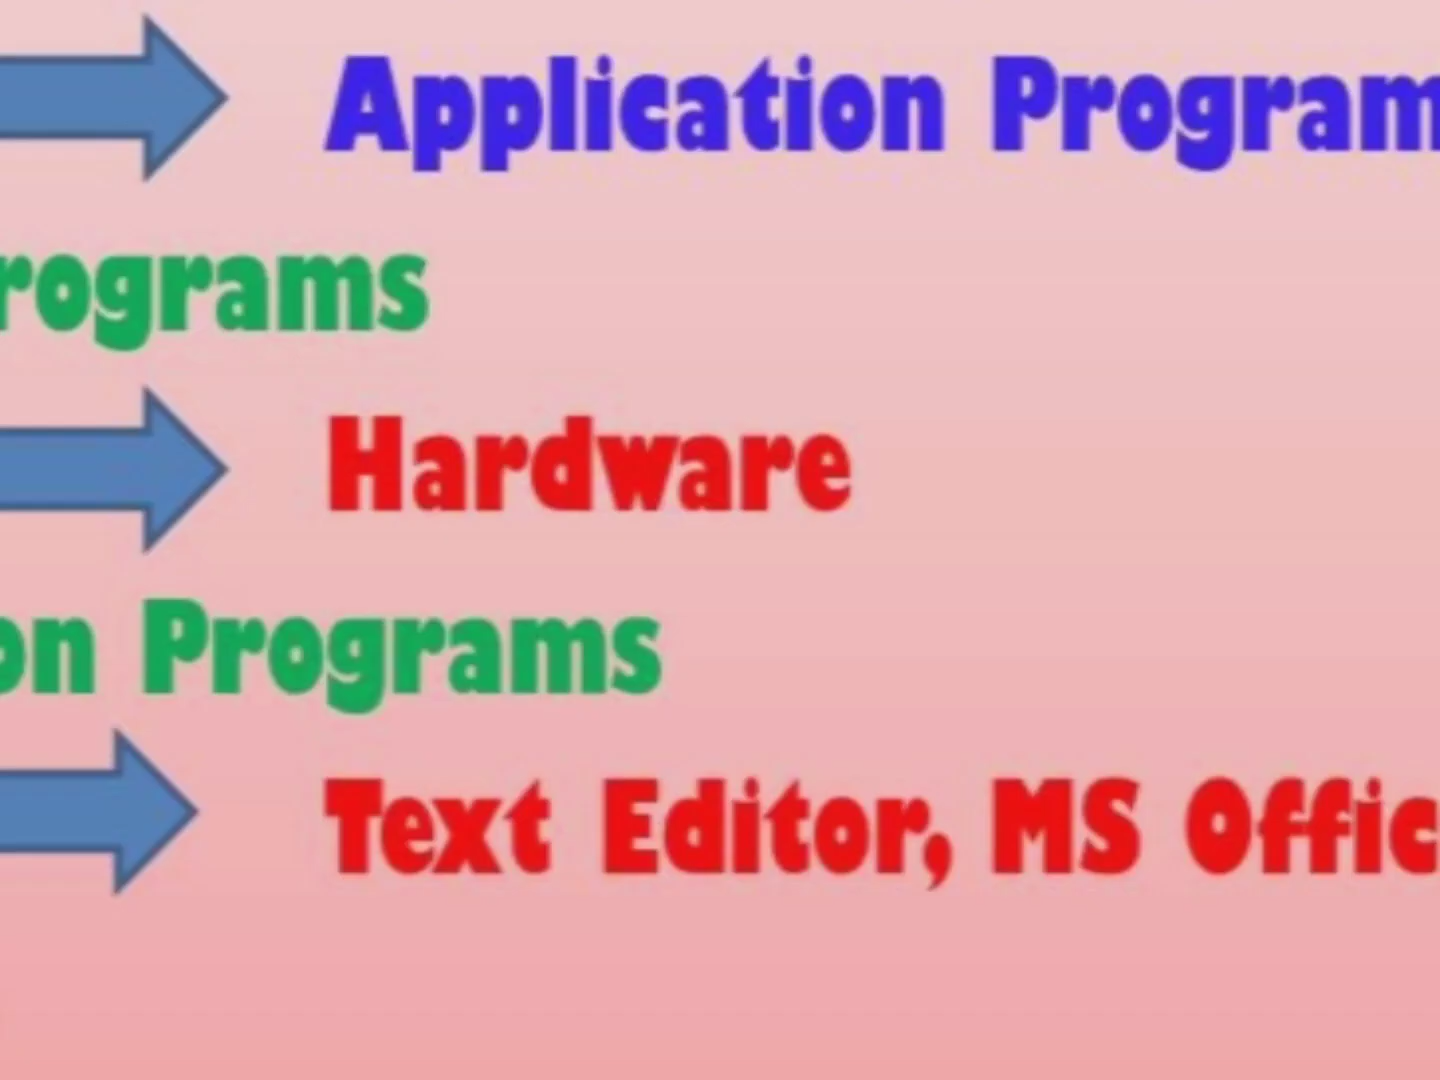 Application Program
rograms
Hardware
on Programs
Text Editor, MS Offic